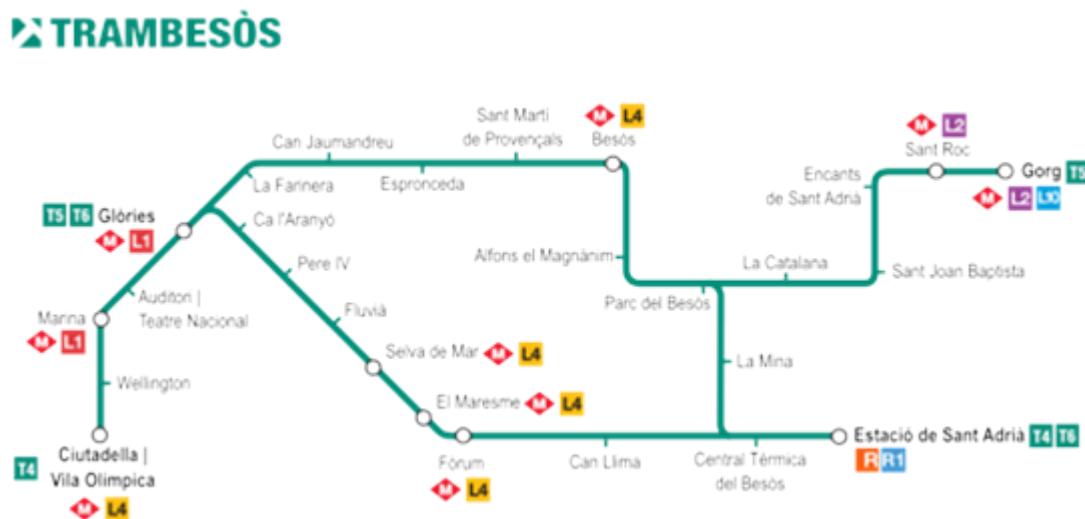 TRAMBESÒS
Sant Martí
de Provençals
M L4
Besòs
M L2
Sant Roc
Can Jaumandreu
La Farinera
Espronceda
Encants
de Sant Adrià
Gorg T5
M L2 L10
T5 T6 Glòries
M L1
Ca l'Aranyó
Pere IV
Alfons el Magnànim
La Catalana
Sant Joan Baptista
Parc del Besòs
Auditori |
Teatre Nacional
Marina
M L1
Fluvià
Selva de Mar M L4
La Mina
Wellington
El Maresme M L4
T4
Ciutadella |
Vila Olímpica
M L4
Fòrum
M L4
Can Llima
Central Tèrmica
del Besòs
Estació de Sant Adrià T4 T6
R R1